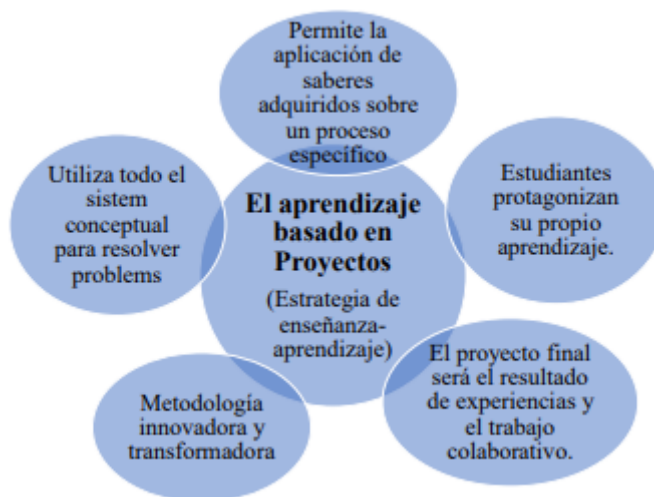 Permite la
aplicación de
saberes
adquiridos sobre
un proceso
específico
Utiliza todo el
sistem
conceptual
para resolver
problems
El aprendizaje
basado en
Proyectos
(Estrategia de
enseñanza-
aprendizaje)
Estudiantes
protagonizan
su propio
aprendizaje.
Metodología
innovadora y
transformadora
El proyecto final
será el resultado
de experiencias y
el trabajo
colaborativo.